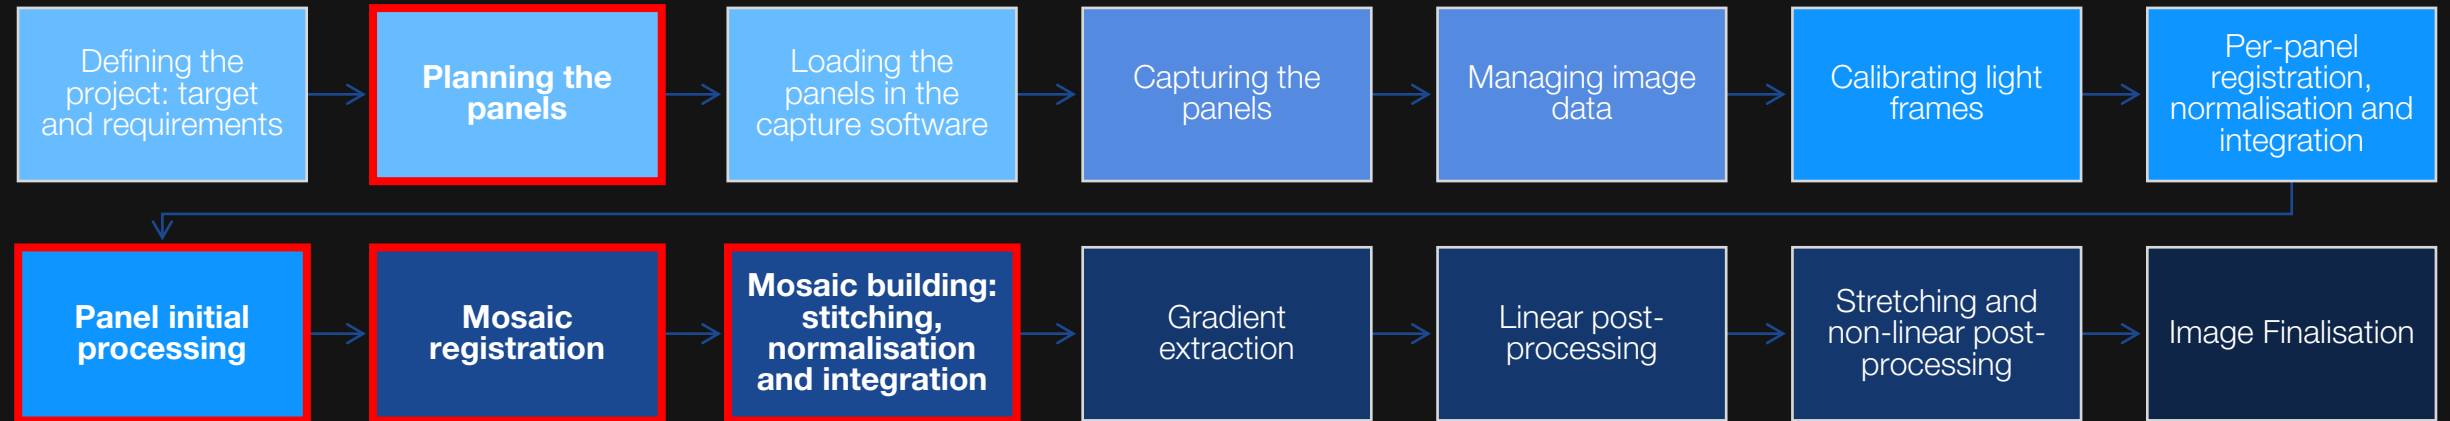 Defining the
project: target
and requirements
Planning the
panels
Loading the
panels in the
capture software
Capturing the
panels
Managing image
data
Calibrating light
frames
Per-panel
registration,
normalisation and
integration
Panel initial
processing
Mosaic
registration
Mosaic building:
stitching,
normalisation
and integration
Gradient
extraction
Linear post-
processing
Stretching and
non-linear post-
processing
Image Finalisation